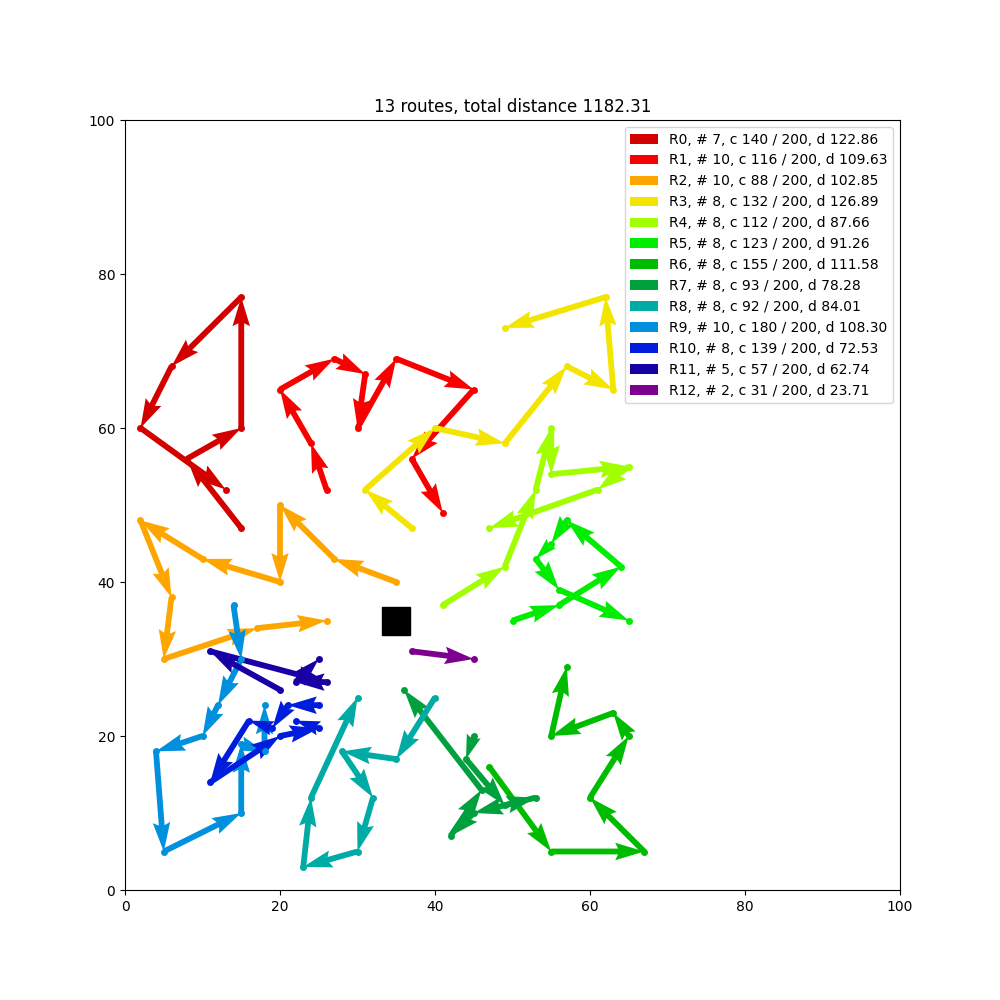 13 routes, total distance 1182.31
R0, # 7, c 140 / 200, d 122.86
R1, # 10, c 116 / 200, d 109.63
R2, # 10, c 88 / 200, d 102.85
R3, # 8, c 132 / 200, d 126.89
R4, # 8, c 112 / 200, d 87.66
R5, # 8, c 123 / 200, d 91.26
R6, # 8, c 155 / 200, d 111.58
R7, # 8, c 93 / 200, d 78.28
R8, # 8, c 92 / 200, d 84.01
R9, # 10, c 180 / 200, d 108.30
R10, # 8, c 139 / 200, d 72.53
R11, # 5, c 57 / 200, d 62.74
R12, # 2, c 31 / 200, d 23.71
100
80
60
40
20
0
0 20 40 60 80 100